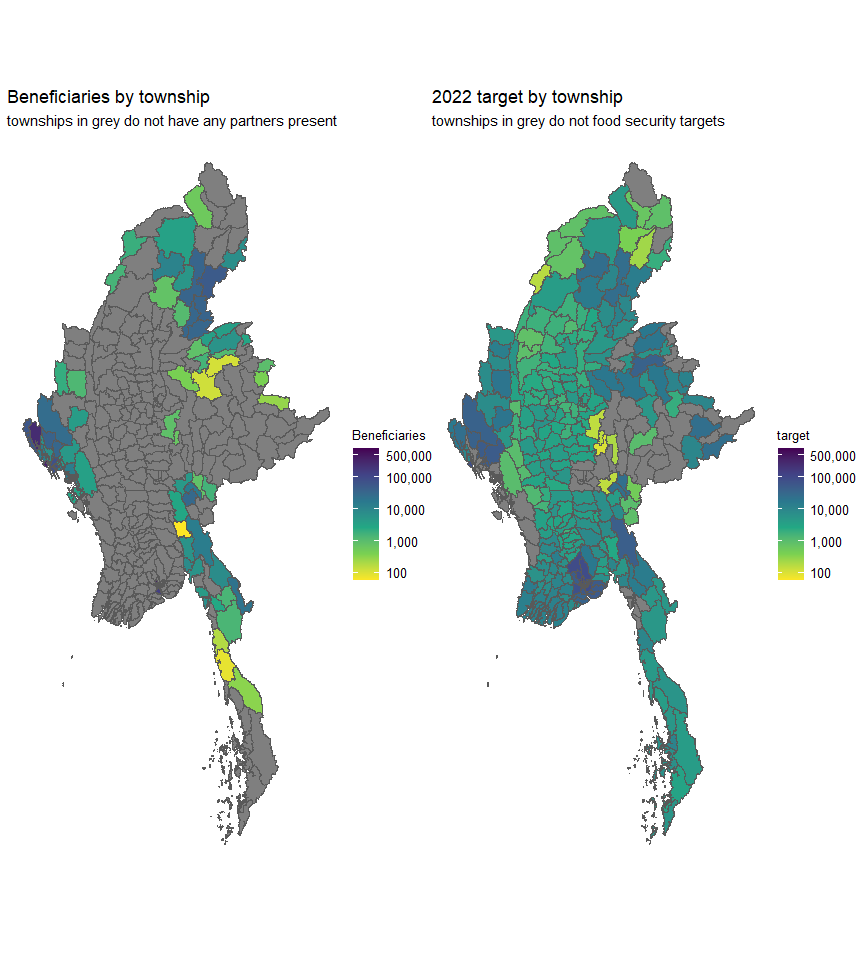 Beneficiaries by township
townships in grey do not have any partners present
2022 target by township
townships in grey do not food security targets
Beneficiaries
500,000
100,000
10,000
1,000
100
target
500,000
100,000
10,000
1,000
100